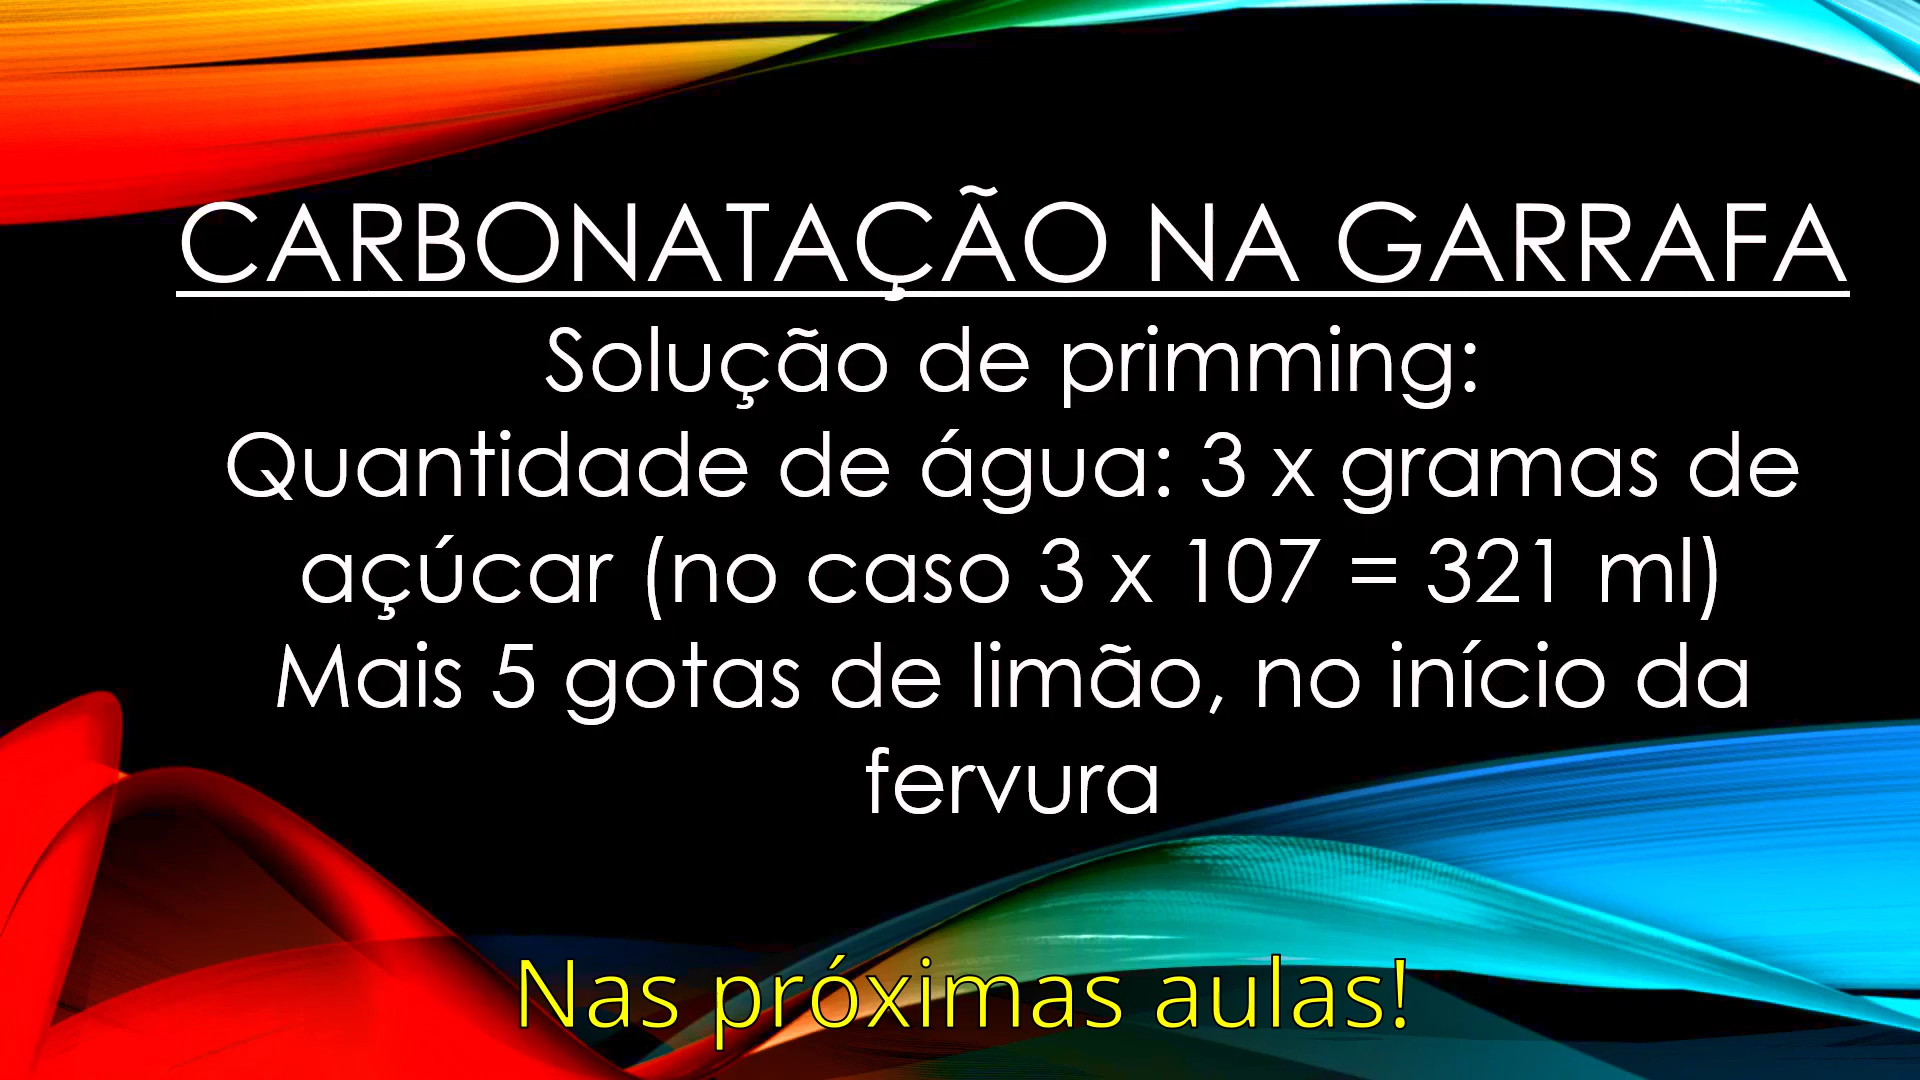 CARBONATAÇÃO NA GARRAFA
Solução de primming:
Quantidade de água: 3 x gramas de
açúcar (no caso 3 x 107 = 321 ml)
Mais 5 gotas de limão, no início da
fervura
Nas próximas aulas!